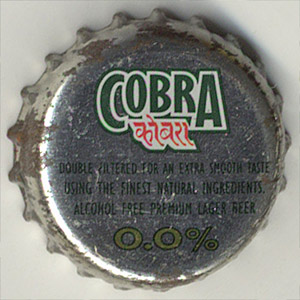 COBRA
कोबरा
DOUBLE FILTERED FOR AN EXTRA SMOOTH TASTE
USING THE FINEST NATURAL INGREDIENTS.
ALCOHOL FREE PREMIUM LAGER BEER
0.0%